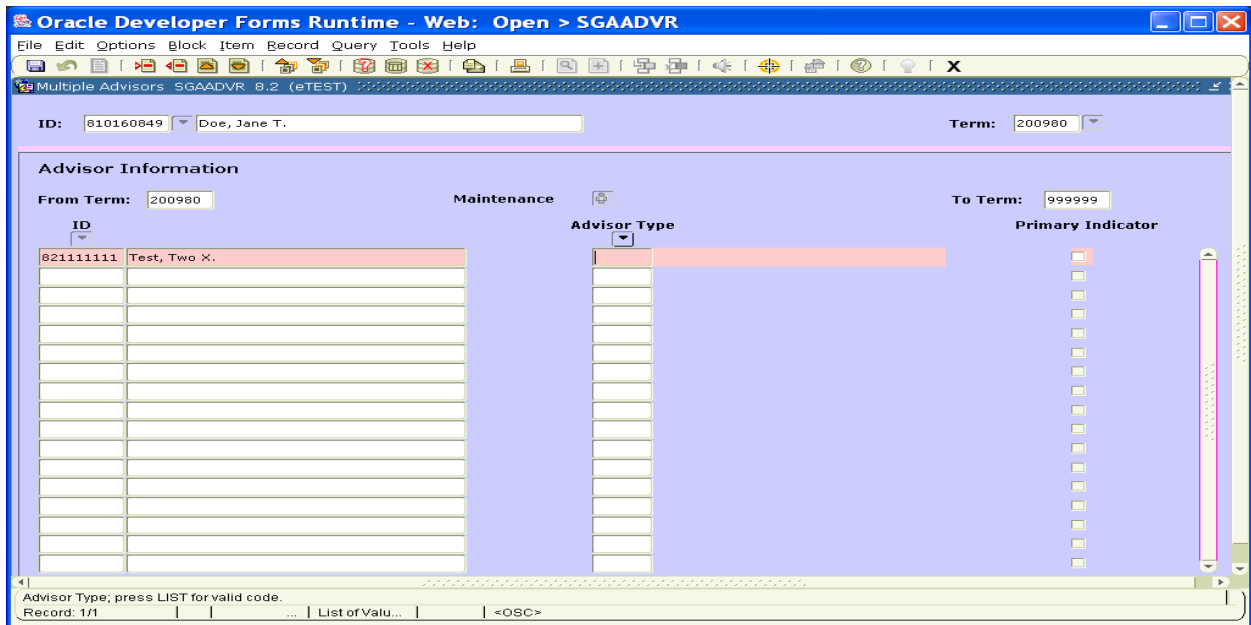 Oracle Developer Forms Runtime - Web: Open > SGAADVR
File Edit Options Block Item Record Query Tools Help
X
Multiple Advisors SGAADVR 8.2 (eTEST)
ID: 810160849 Doe, Jane T. Term: 200980
Advisor Information
From Term: 200980 Maintenance To Term: 999999
ID Advisor Type Primary Indicator
821111111 Test, Two X.
Advisor Type; press LIST for valid code.
Record: 1/1 ... List of Valu... <OSC>